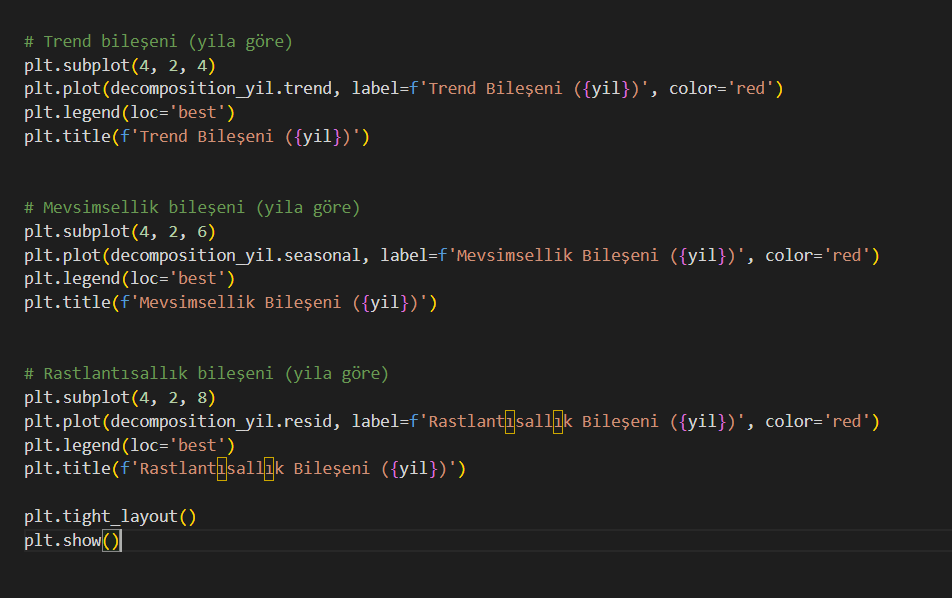 # Trend bileşeni (yila göre)
plt.subplot(4, 2, 4)
plt.plot(decomposition_yil.trend, label=f'Trend Bileşeni ({yil})', color='red')
plt.legend(loc='best')
plt.title(f'Trend Bileşeni ({yil})')
# Mevsimsellik bileşeni (yila göre)
plt.subplot(4, 2, 6)
plt.plot(decomposition_yil.seasonal, label=f'Mevsimsellik Bileşeni ({yil})', color='red')
plt.legend(loc='best')
plt.title(f'Mevsimsellik Bileşeni ({yil})')
# Rastlantısallık bileşeni (yila göre)
plt.subplot(4, 2, 8)
plt.plot(decomposition_yil.resid, label=f'Rastlantısallık Bileşeni ({yil})', color='red')
plt.legend(loc='best')
plt.title(f'Rastlantısallık Bileşeni ({yil})')
plt.tight_layout()
plt.show()